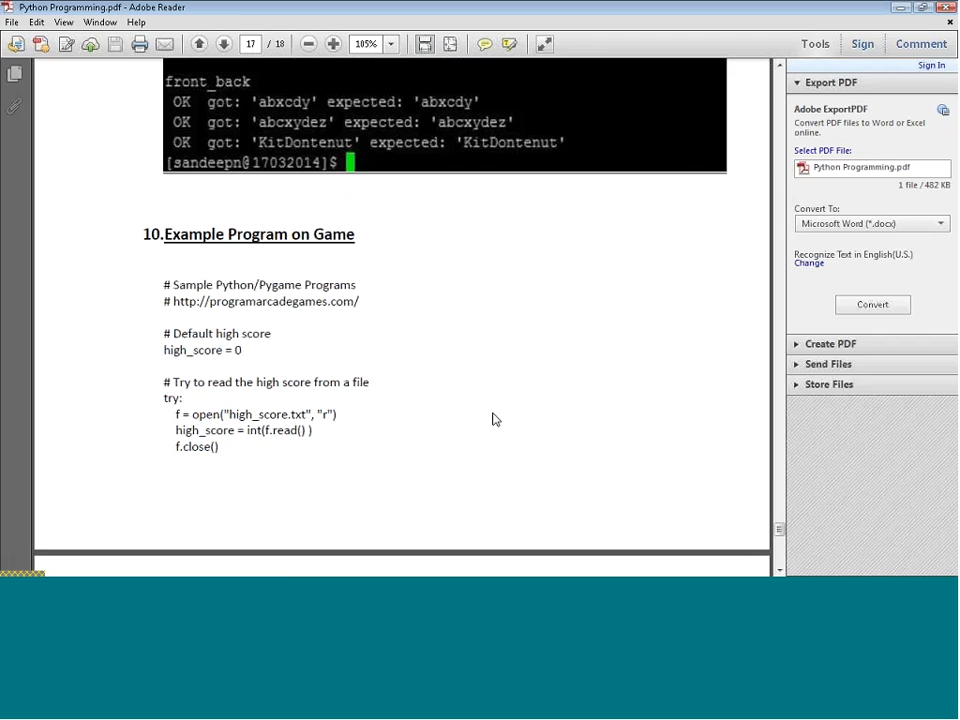 Python Programming.pdf - Adobe Reader
File Edit View Window Help
17 / 18 105% Tools Sign Comment
Sign In
front_back
OK got: 'abxcdy' expected: 'abxcdy'
OK got: 'abcxydez' expected: 'abcxydez'
OK got: 'KitDontenut' expected: 'KitDontenut'
[sandeepn@17032014]$
10.Example Program on Game
# Sample Python/Pygame Programs
# http://programarcadegames.com/
# Default high score
high_score = 0
# Try to read the high score from a file
try:
f = open("high_score.txt", "r")
high_score = int(f.read() )
f.close()
Export PDF
Adobe ExportPDF
Convert PDF files to Word or Excel
online.
Select PDF File:
Python Programming.pdf
1 file / 482 KB
Convert To:
Microsoft Word (*.docx)
Recognize Text in English(U.S.)
Change
Convert
Create PDF
Send Files
Store Files